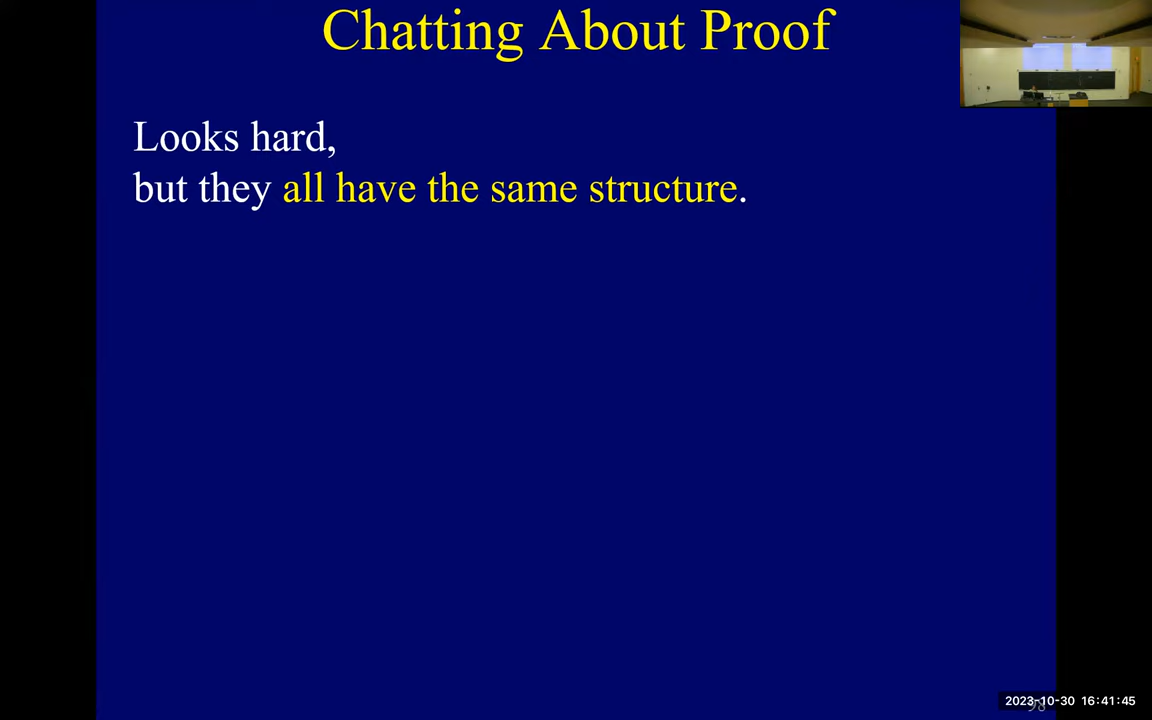 Chatting About Proof
Looks hard,
but they all have the same structure.
2023-10-30 16:41:45